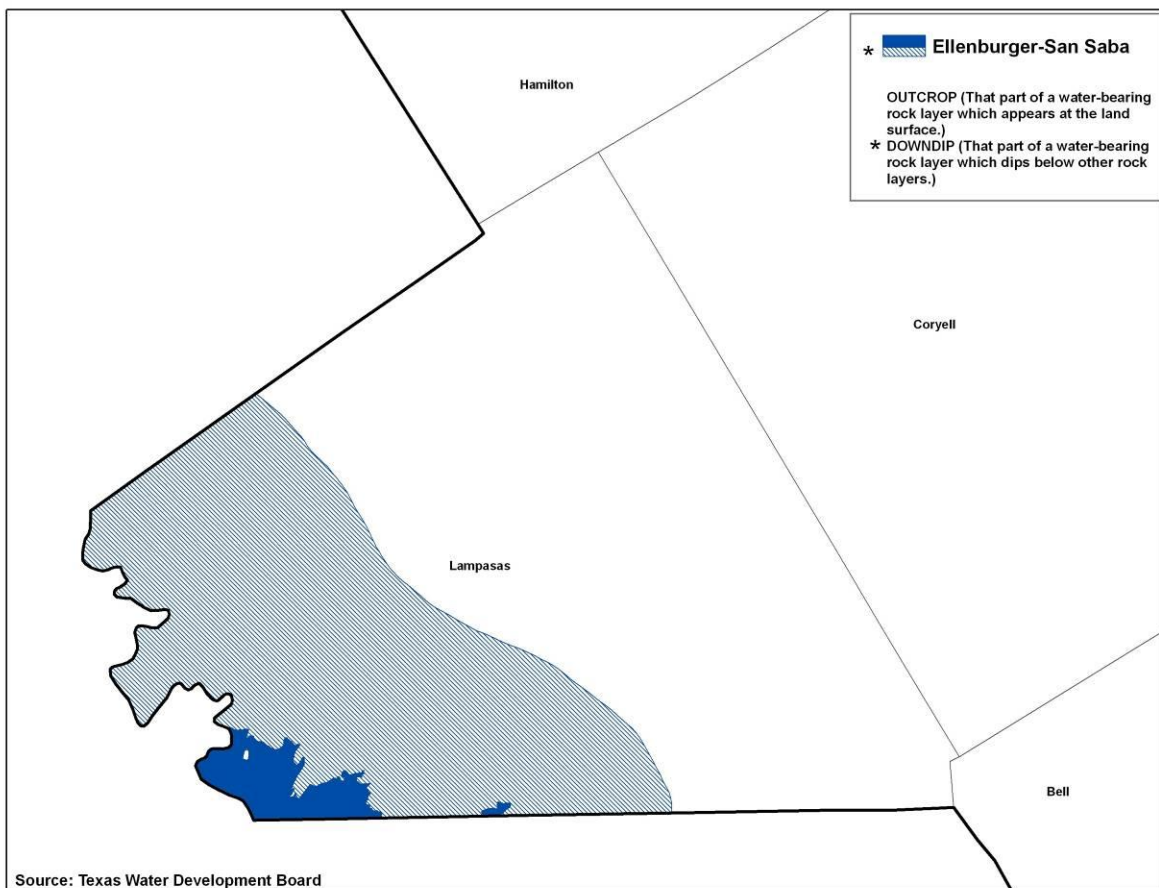 Hamilton
* Ellenburger-San Saba
OUTCROP (That part of a water-bearing
rock layer which appears at the land
surface.)
* DOWNDIP (That part of a water-bearing
rock layer which dips below other rock
layers.)
Coryell
Lampasas
Bell
Source: Texas Water Development Board